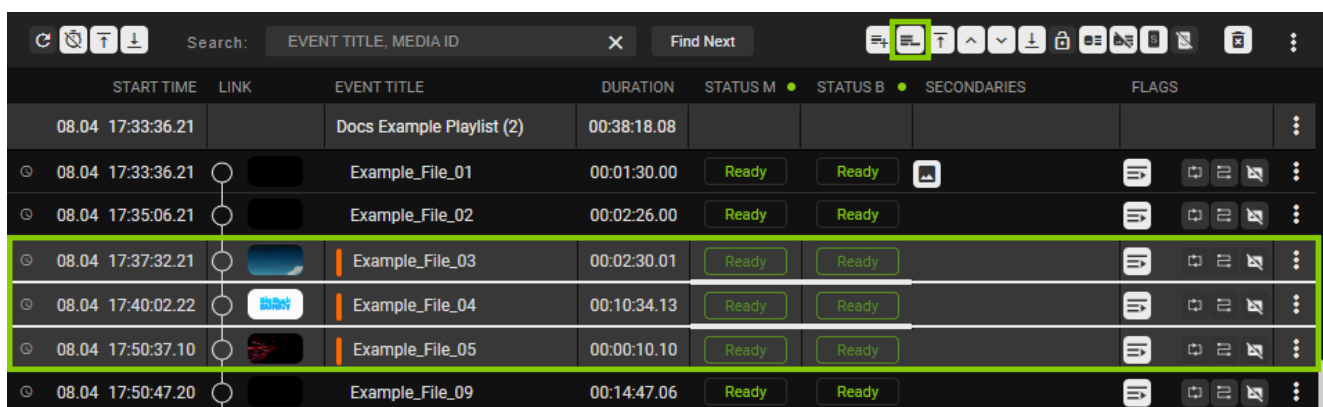 Search: EVENT TITLE, MEDIA ID Find Next
START TIME LINK EVENT TITLE DURATION STATUS M STATUS B SECONDARIES FLAGS
08.04 17:33:36.21 Docs Example Playlist (2) 00:38:18.08
08.04 17:33:36.21 Example_File_01 00:01:30.00 Ready Ready
08.04 17:35:06.21 Example_File_02 00:02:26.00 Ready Ready
08.04 17:37:32.21 Example_File_03 00:02:30.01 Ready Ready
08.04 17:40:02.22 Example_File_04 00:10:34.13 Ready Ready
08.04 17:50:37.10 Example_File_05 00:00:10.10 Ready Ready
08.04 17:50:47.20 Example_File_09 00:14:47.06 Ready Ready